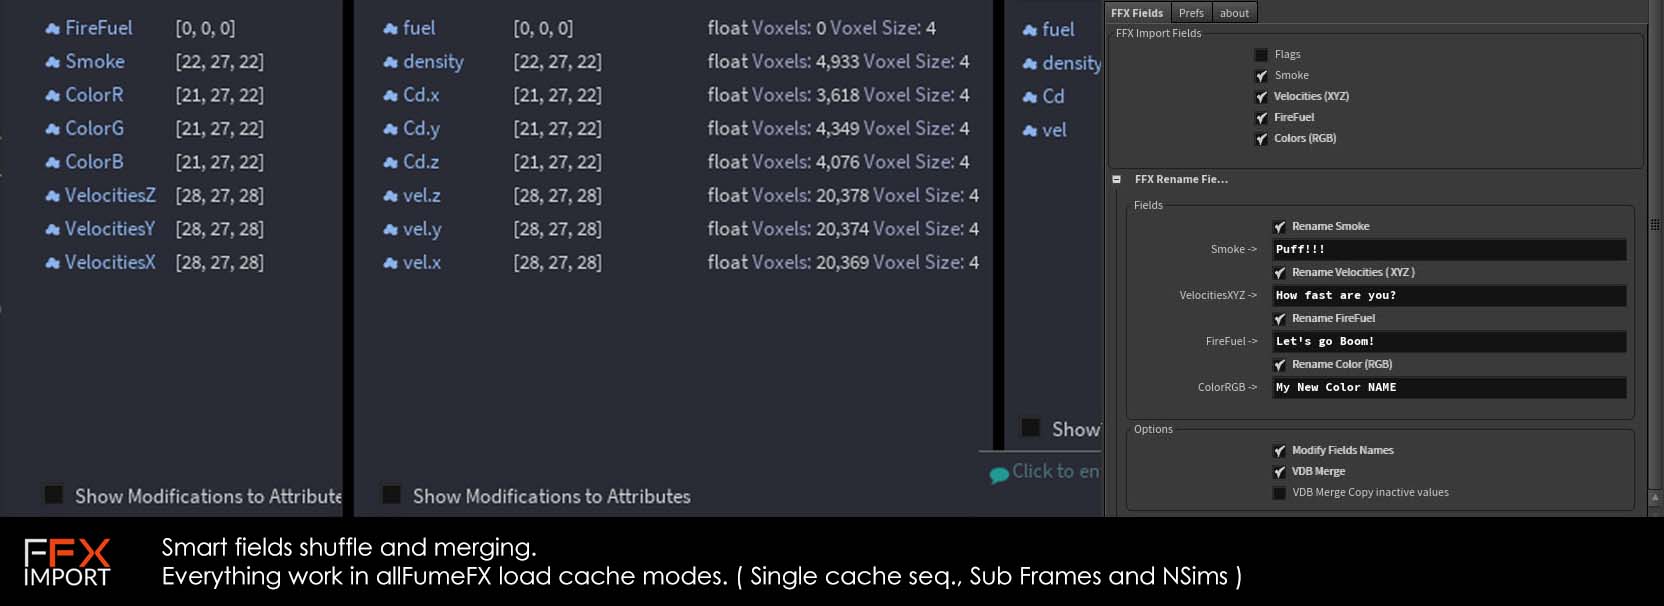 FireFuel [0, 0, 0]
Smoke [22, 27, 22]
ColorR [21, 27, 22]
ColorG [21, 27, 22]
ColorB [21, 27, 22]
VelocitiesZ [28, 27, 28]
VelocitiesY [28, 27, 28]
VelocitiesX [28, 27, 28]
Show Modifications to Attribute
fuel [0, 0, 0] float Voxels: 0 Voxel Size: 4
density [22, 27, 22] float Voxels: 4,933 Voxel Size: 4
Cd.x [21, 27, 22] float Voxels: 3,618 Voxel Size: 4
Cd.y [21, 27, 22] float Voxels: 4,349 Voxel Size: 4
Cd.z [21, 27, 22] float Voxels: 4,076 Voxel Size: 4
vel.z [28, 27, 28] float Voxels: 20,378 Voxel Size: 4
vel.y [28, 27, 28] float Voxels: 20,374 Voxel Size: 4
vel.x [28, 27, 28] float Voxels: 20,369 Voxel Size: 4
Show Modifications to Attributes
fuel
density
Cd
vel
Show
Click to en
FFX Fields Prefs about
FFX Import Fields
Flags
Smoke
Velocities (XYZ)
FireFuel
Colors (RGB)
FFX Rename Fie...
Fields
Rename Smoke
Smoke -> Puff!!!
Rename Velocities ( XYZ )
VelocitiesXYZ -> How fast are you?
Rename FireFuel
FireFuel -> Let's go Boom!
Rename Color (RGB)
ColorRGB -> My New Color NAME
Options
Modify Fields Names
VDB Merge
VDB Merge Copy inactive values
FFX
IMPORT
Smart fields shuffle and merging.
Everything work in allFumeFX load cache modes. ( Single cache seq., Sub Frames and NSims )